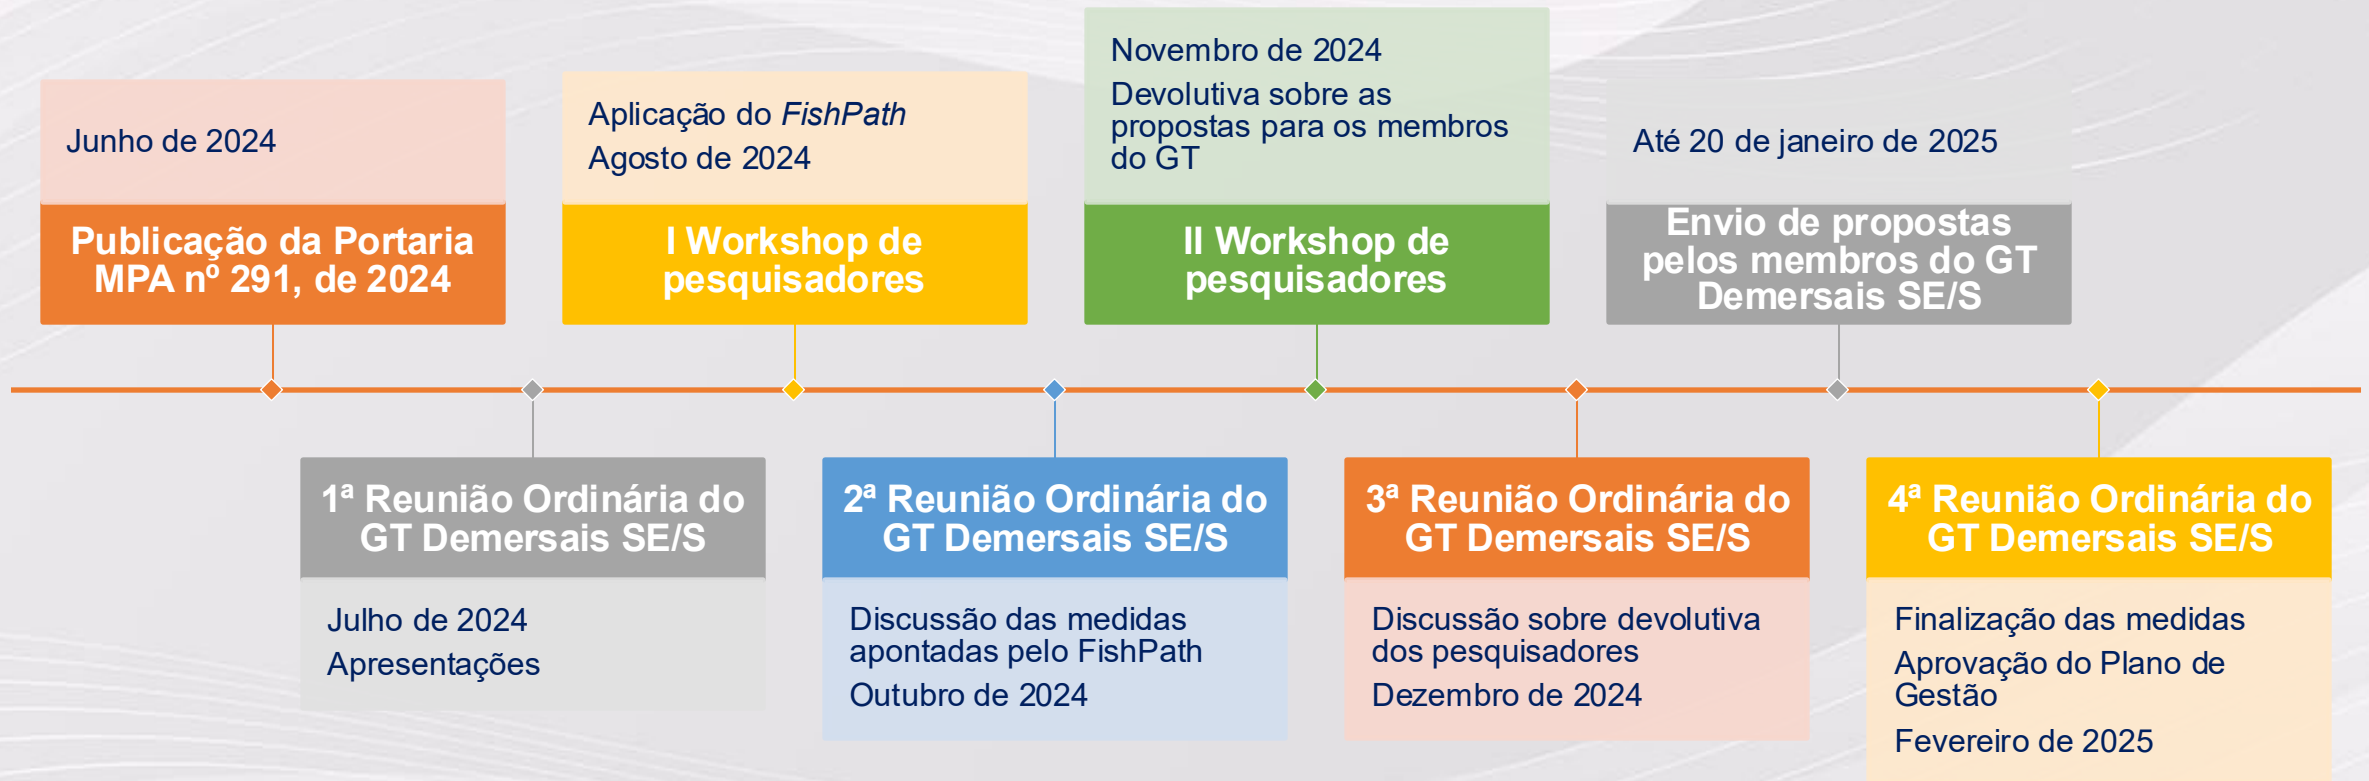 Junho de 2024
Publicação da Portaria
MPA nº 291, de 2024
1ª Reunião Ordinária do
GT Demersais SE/S
Julho de 2024
Apresentações
Aplicação do FishPath
Agosto de 2024
I Workshop de
pesquisadores
2ª Reunião Ordinária do
GT Demersais SE/S
Discussão das medidas
apontadas pelo FishPath
Outubro de 2024
Novembro de 2024
Devolutiva sobre as
propostas para os membros
do GT
II Workshop de
pesquisadores
3ª Reunião Ordinária do
GT Demersais SE/S
Discussão sobre devolutiva
dos pesquisadores
Dezembro de 2024
Até 20 de janeiro de 2025
Envio de propostas
pelos membros do GT
Demersais SE/S
4ª Reunião Ordinária do
GT Demersais SE/S
Finalização das medidas
Aprovação do Plano de
Gestão
Fevereiro de 2025